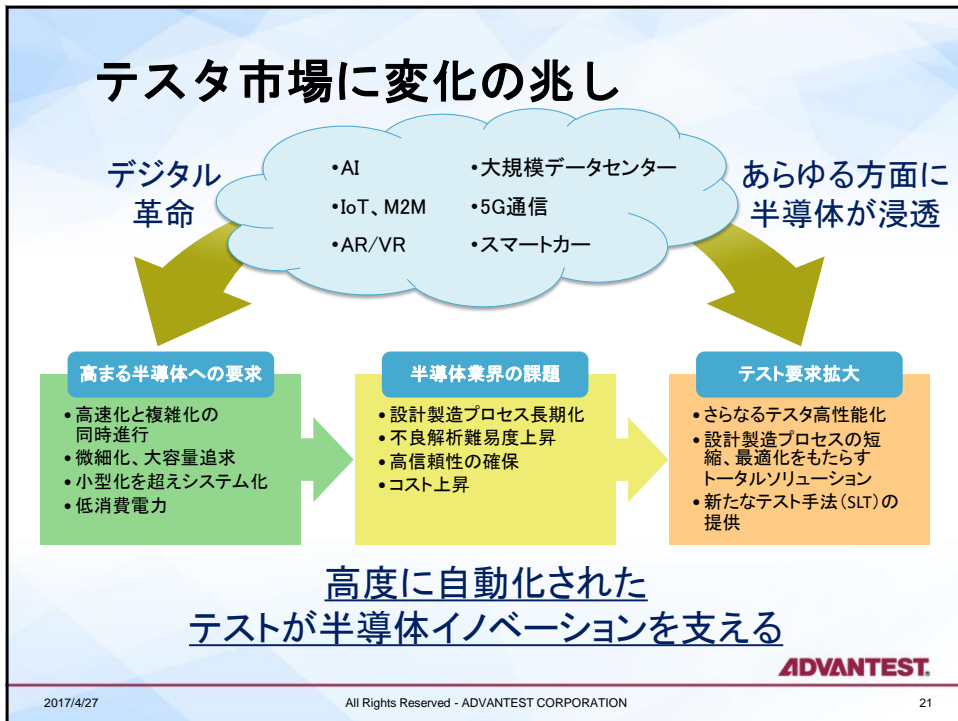 テスタ市場に変化の兆し
デジタル
革命
•AI
•IoT、M2M
•AR/VR
•大規模データセンター
•5G通信
•スマートカー
あらゆる方面に
半導体が浸透
高まる半導体への要求
•高速化と複雑化の
同時進行
•微細化、大容量追求
•小型化を超えシステム化
•低消費電力
半導体業界の課題
•設計製造プロセス長期化
•不良解析難易度上昇
•高信頼性の確保
•コスト上昇
テスト要求拡大
•さらなるテスタ高性能化
•設計製造プロセスの短
縮、最適化をもたらす
トータルソリューション
•新たなテスト手法(SLT)の
提供
高度に自動化された
テストが半導体イノベーションを支える
ADVANTEST.
2017/4/27
All Rights Reserved - ADVANTEST CORPORATION
21